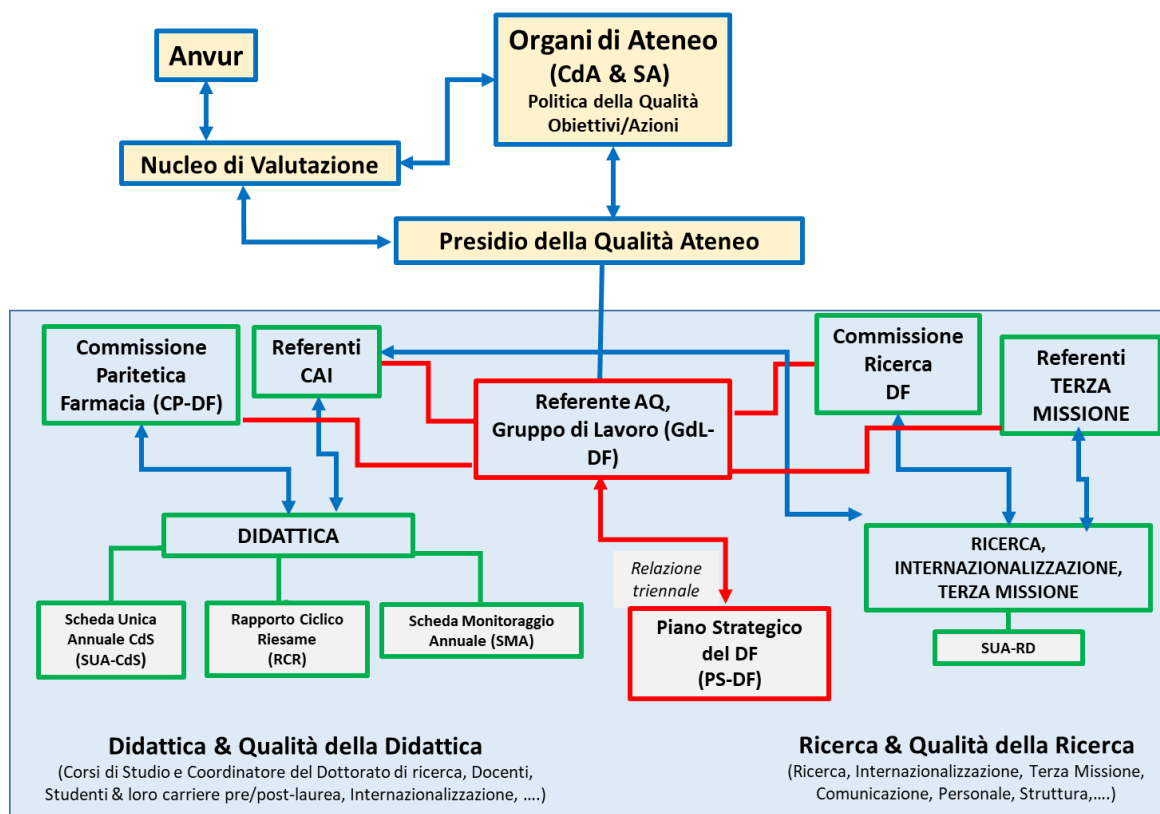 Anvur
Organi di Ateneo
(CdA & SA)
Politica della Qualità
Obiettivi/Azioni
Nucleo di Valutazione
Presidio della Qualità Ateneo
Commissione
Paritetica
Farmacia (CP-DF)
Referenti
CAI
Referente AQ,
Gruppo di Lavoro (GdL-
DF)
Commissione
Ricerca
DF
Referenti
TERZA
MISSIONE
DIDATTICA
Scheda Unica
Annuale CdS
(SUA-CdS)
Rapporto Ciclico
Riesame
(RCR)
Scheda Monitoraggio
Annuale (SMA)
Relazione
triennale
Piano Strategico
del DF
(PS-DF)
RICERCA,
INTERNAZIONALIZZAZIONE,
TERZA MISSIONE
SUA-RD
Didattica & Qualità della Didattica
(Corsi di Studio e Coordinatore del Dottorato di ricerca, Docenti,
Studenti & loro carriere pre/post-laurea, Internazionalizzazione, ....)
Ricerca & Qualità della Ricerca
(Ricerca, Internazionalizzazione, Terza Missione,
Comunicazione, Personale, Struttura,....)